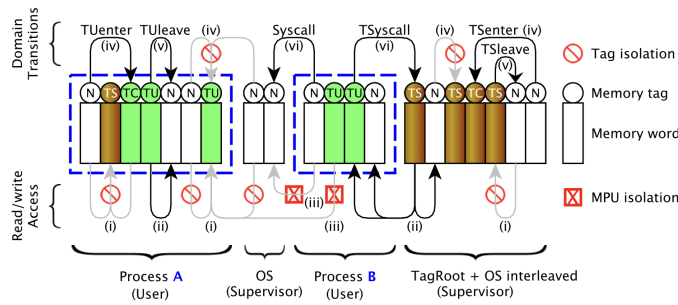 Domain
Transitions
TUenter
(iv)
TUleave
(v)
(iv)
Syscall
(vi)
TSyscall
(vi)
(iv)
TSenter (iv)
TSleave
(v)
Tag isolation
N TS TC TU N N TU N N N TU TU N TS N TS TC TS N N
Memory tag
Memory word
Read/write
Access
(i)
(ii)
(i)
(iii)
(iii)
(ii)
(i)
MPU isolation
Process A
(User)
OS
(Supervisor)
Process B
(User)
TagRoot + OS interleaved
(Supervisor)